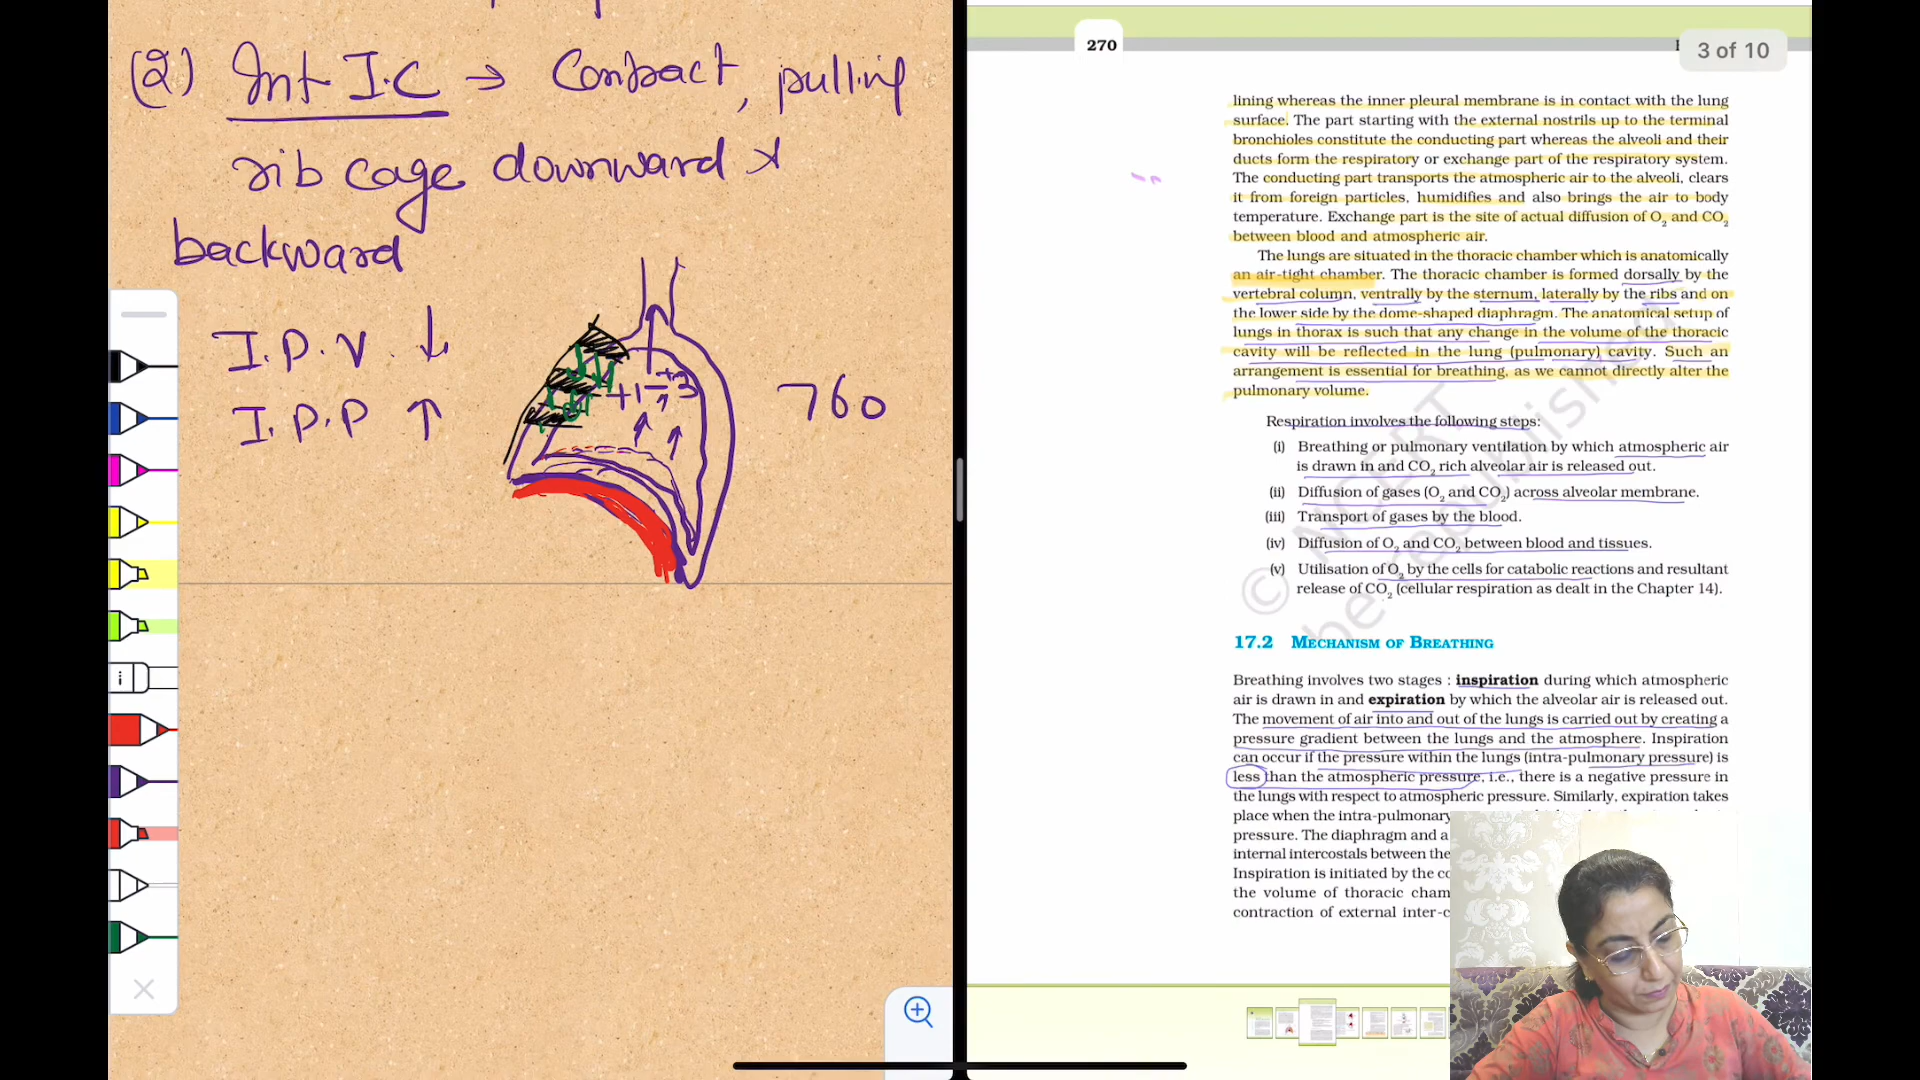 (2) Int I.C → Contract, pulling
rib cage downward &
backward
I.P.V. ↓
I.P.P ↑
+1 - +3
760
270
3 of 10
lining whereas the inner pleural membrane is in contact with the lung
surface. The part starting with the external nostrils up to the terminal
bronchioles constitute the conducting part whereas the alveoli and their
ducts form the respiratory or exchange part of the respiratory system.
The conducting part transports the atmospheric air to the alveoli, clears
it from foreign particles, humidifies and also brings the air to body
temperature. Exchange part is the site of actual diffusion of O₂ and CO₂
between blood and atmospheric air.
The lungs are situated in the thoracic chamber which is anatomically
an air-tight chamber. The thoracic chamber is formed dorsally by the
vertebral column, ventrally by the sternum, laterally by the ribs and on
the lower side by the dome-shaped diaphragm. The anatomical setup of
lungs in thorax is such that any change in the volume of the thoracic
cavity will be reflected in the lung (pulmonary) cavity. Such an
arrangement is essential for breathing, as we cannot directly alter the
pulmonary volume.
Respiration involves the following steps:
(i) Breathing or pulmonary ventilation by which atmospheric air
is drawn in and CO₂ rich alveolar air is released out.
(ii) Diffusion of gases (O₂ and CO₂) across alveolar membrane.
(iii) Transport of gases by the blood.
(iv) Diffusion of O₂ and CO₂ between blood and tissues.
(v) Utilisation of O₂ by the cells for catabolic reactions and resultant
release of CO₂ (cellular respiration as dealt in the Chapter 14).
© NCERT
be republished
17.2 MECHANISM OF BREATHING
Breathing involves two stages : inspiration during which atmospheric
air is drawn in and expiration by which the alveolar air is released out.
The movement of air into and out of the lungs is carried out by creating a
pressure gradient between the lungs and the atmosphere. Inspiration
can occur if the pressure within the lungs (intra-pulmonary pressure) is
less than the atmospheric pressure, i.e., there is a negative pressure in
the lungs with respect to atmospheric pressure. Similarly, expiration takes
place when the intra-pulmonary
pressure. The diaphragm and a
internal intercostals between the
Inspiration is initiated by the co
the volume of thoracic cham
contraction of external inter-c